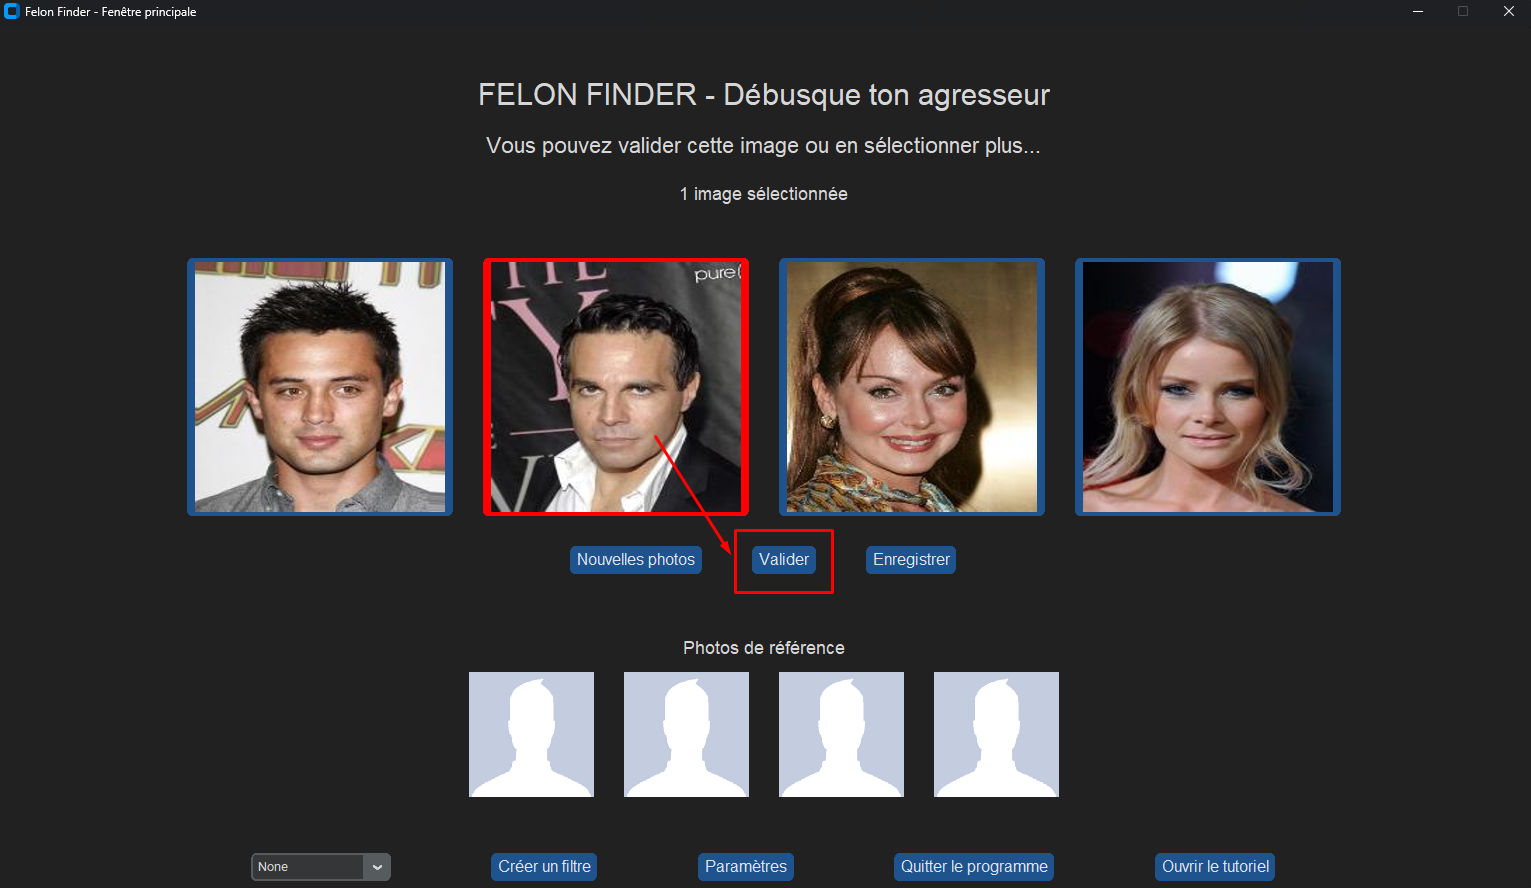 Felon Finder - Fenêtre principale
FELON FINDER - Débusque ton agresseur
Vous pouvez valider cette image ou en sélectionner plus...
1 image sélectionnée
THE
pure(
Y
Nouvelles photos
Valider
Enregistrer
Photos de référence
None
Créer un filtre
Paramètres
Quitter le programme
Ouvrir le tutoriel